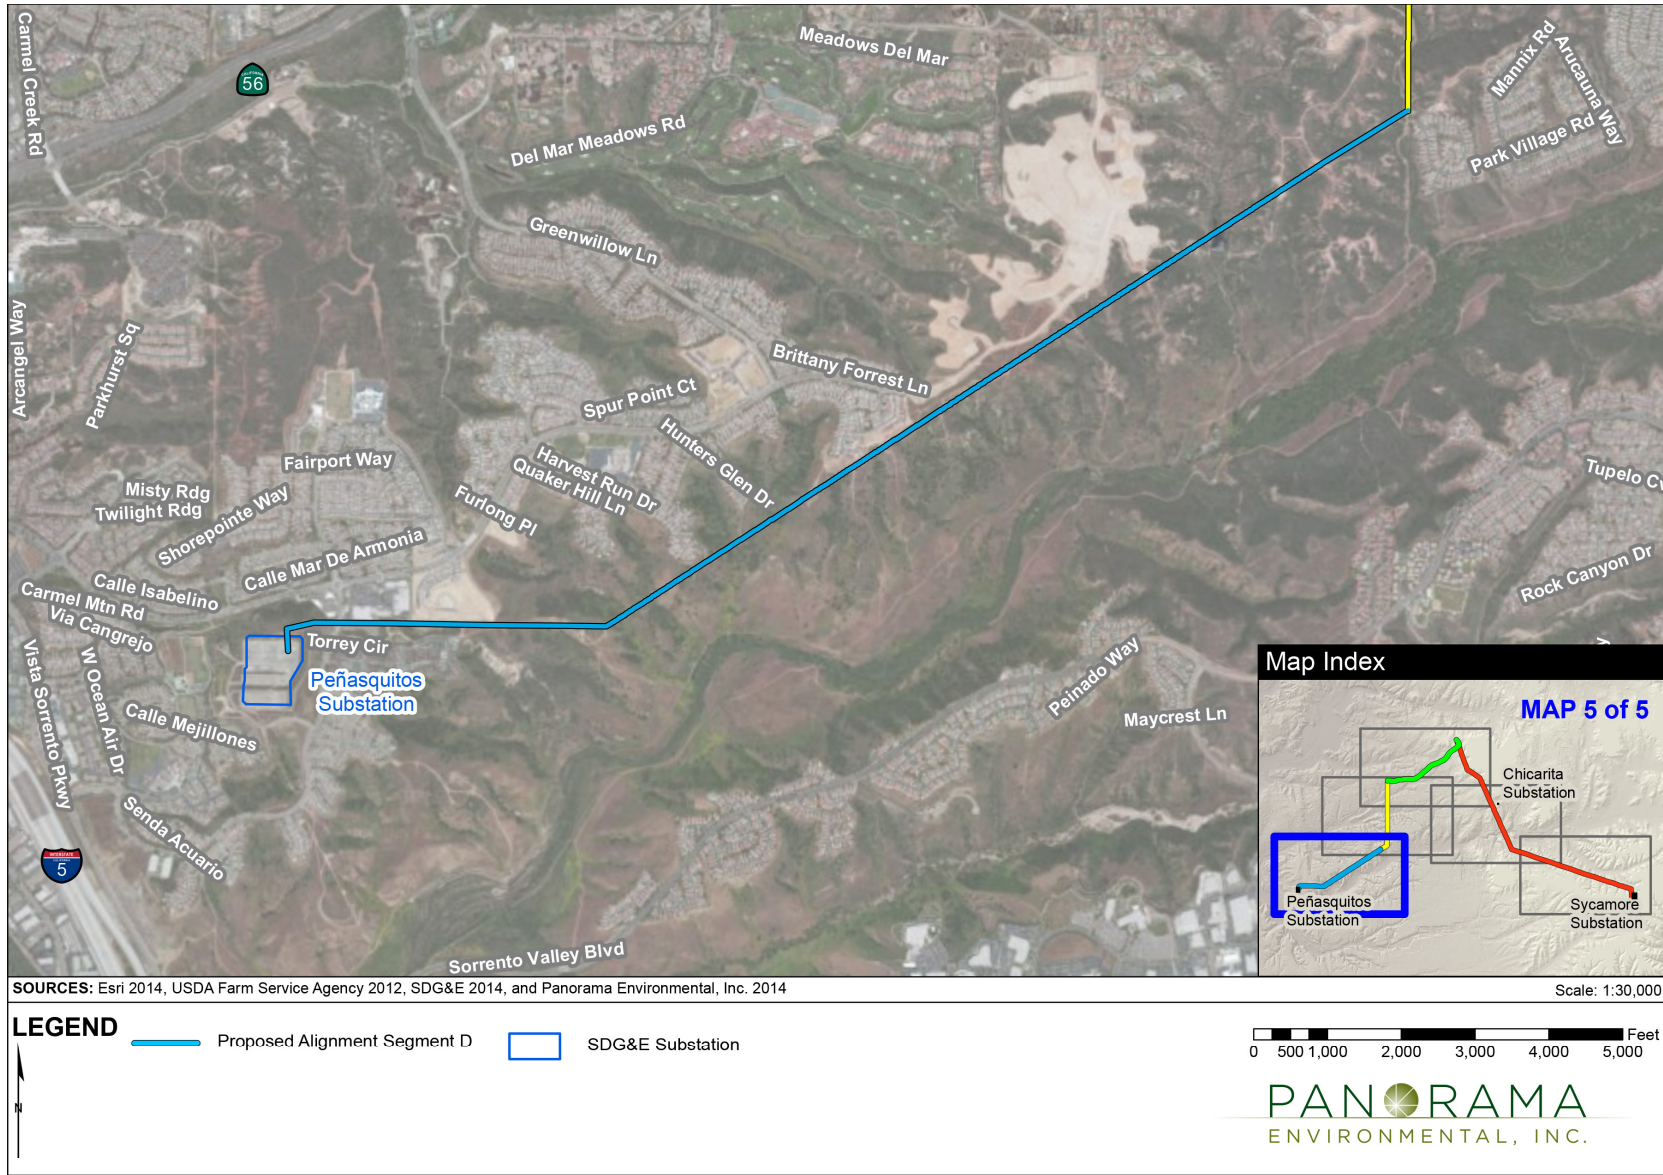 Carmel Creek Rd
CALIFORNIA
56
Meadows Del Mar
Mannix Rd
Arucauna Way
Park Village Rd
Del Mar Meadows Rd
Greenwillow Ln
Arcangel Way
Parkhurst Sq
Brittany Forrest Ln
Spur Point Ct
Hunters Glen Dr
Fairport Way
Harvest Run Dr
Quaker Hill Ln
Misty Rdg
Twilight Rdg
Shorepointe Way
Furlong Pl
Tupelo Cv
Calle Mar De Armonia
Rock Canyon Dr
Calle Isabelino
Carmel Mtn Rd
Via Cangrejo
Torrey Cir
Peñasquitos
Substation
Vista Sorrento Pkwy
W Ocean Air Dr
Calle Mejillones
Peinado Way
Maycrest Ln
y
Senda Acuario
INTERSTATE
CALIFORNIA
5
Sorrento Valley Blvd
Map Index
MAP 5 of 5
Chicarita
Substation
Peñasquitos
Substation
Sycamore
Substation
SOURCES: Esri 2014, USDA Farm Service Agency 2012, SDG&E 2014, and Panorama Environmental, Inc. 2014
Scale: 1:30,000
LEGEND
Proposed Alignment Segment D
SDG&E Substation
N
Feet
0 500 1,000 2,000 3,000 4,000 5,000
PANORAMA
ENVIRONMENTAL, INC.